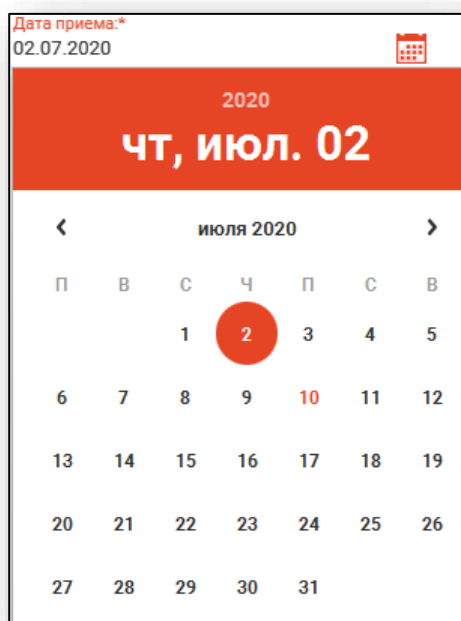 Дата приема:*
02.07.2020
2020
чт, июл. 02
июля 2020
П В С Ч П С В
1 2 3 4 5
6 7 8 9 10 11 12
13 14 15 16 17 18 19
20 21 22 23 24 25 26
27 28 29 30 31